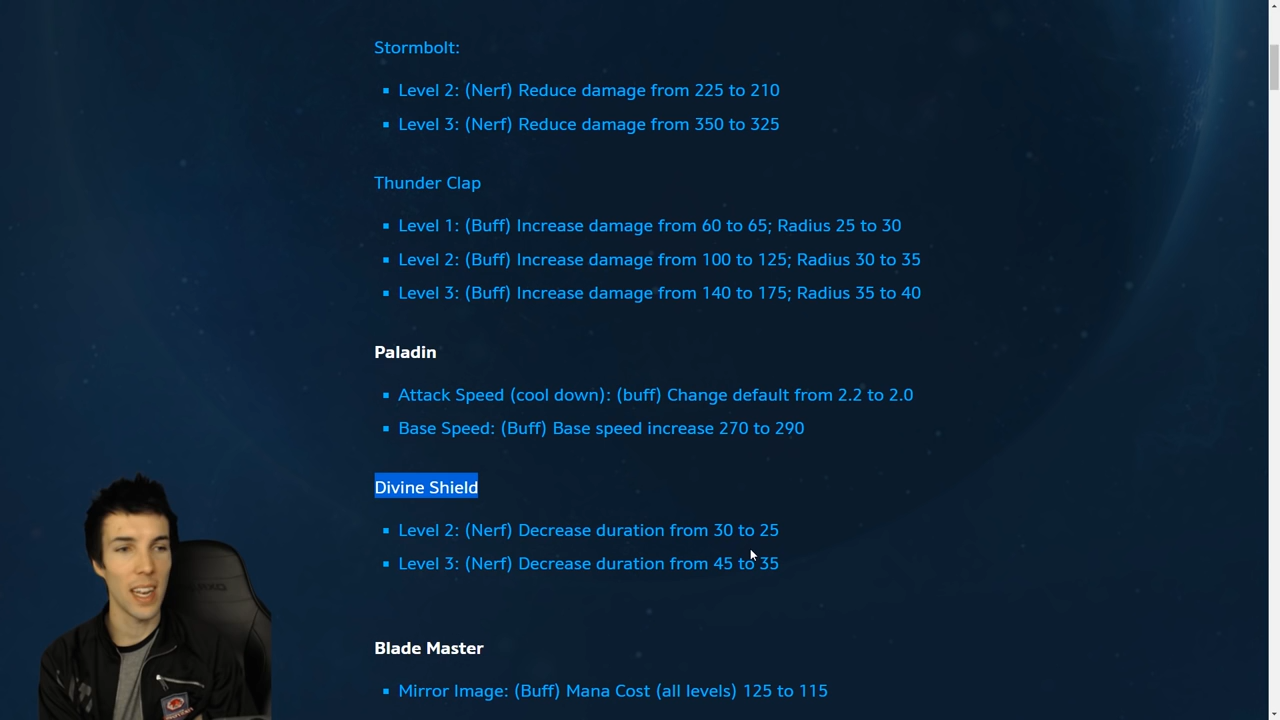 Stormbolt:
Level 2: (Nerf) Reduce damage from 225 to 210
Level 3: (Nerf) Reduce damage from 350 to 325
Thunder Clap
Level 1: (Buff) Increase damage from 60 to 65; Radius 25 to 30
Level 2: (Buff) Increase damage from 100 to 125; Radius 30 to 35
Level 3: (Buff) Increase damage from 140 to 175; Radius 35 to 40
Paladin
Attack Speed (cool down): (buff) Change default from 2.2 to 2.0
Base Speed: (Buff) Base speed increase 270 to 290
Divine Shield
Level 2: (Nerf) Decrease duration from 30 to 25
Level 3: (Nerf) Decrease duration from 45 to 35
Blade Master
Mirror Image: (Buff) Mana Cost (all levels) 125 to 115